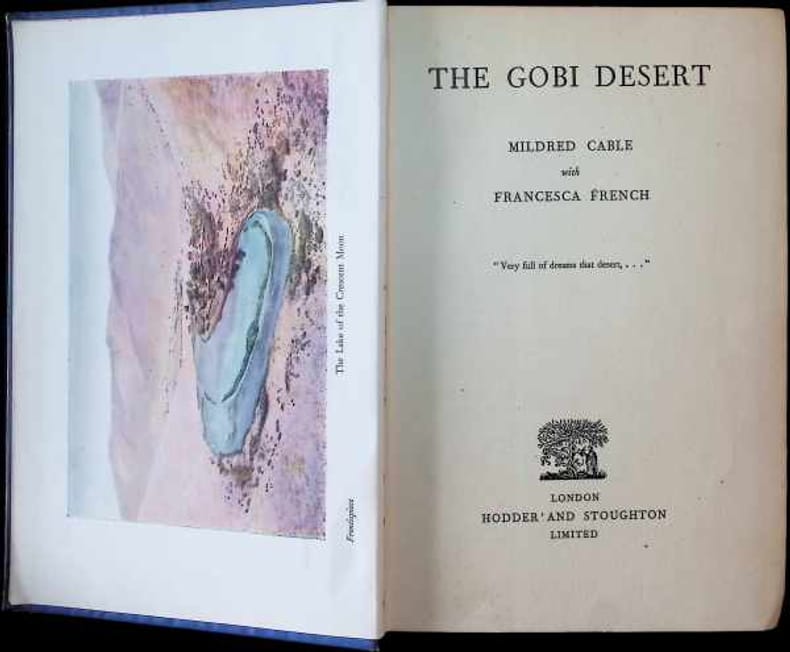 The Lake of the Crescent Moon
Frontispiece
THE GOBI DESERT
MILDRED CABLE
with
FRANCESCA FRENCH
"Very full of dreams that desert, . . ."
LONDON
HODDER AND STOUGHTON
LIMITED